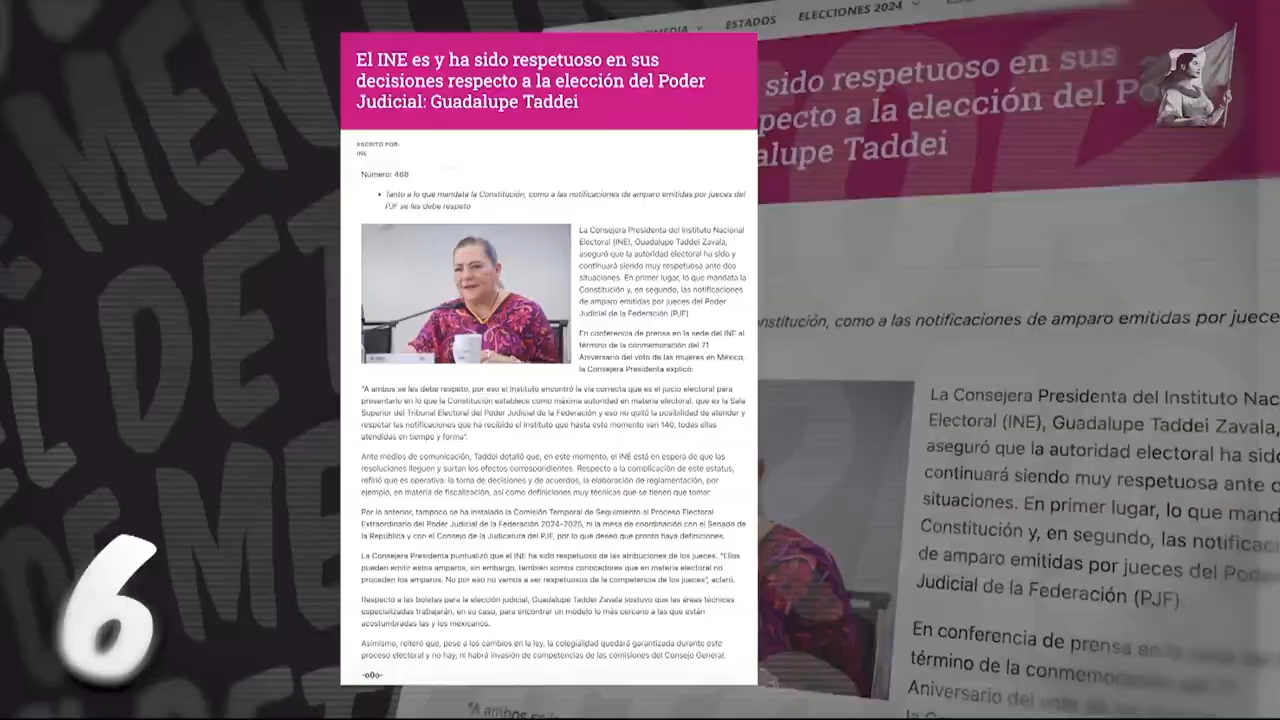 ESTADOS
ELECCIONES 2024
El INE es y ha sido respetuoso en sus
decisiones respecto a la elección del Poder
Judicial: Guadalupe Taddei
ESCRITO POR:
INE
Número: 468
• Tanto a lo que mandata la Constitución, como a las notificaciones de amparo emitidas por jueces del
PJF se les debe respeto
La Consejera Presidenta del Instituto Nacional
Electoral (INE), Guadalupe Taddei Zavala,
aseguró que la autoridad electoral ha sido y
continuará siendo muy respetuosa ante dos
situaciones. En primer lugar, lo que mandata la
Constitución y, en segundo, las notificaciones
de amparo emitidas por jueces del Poder
Judicial de la Federación (PJF).
En conferencia de prensa en la sede del INE al
término de la conmemoración del 71
Aniversario del voto de las mujeres en México,
la Consejera Presidenta explicó:
"A ambos se les debe respeto, por eso el Instituto encontró la vía correcta que es el juicio electoral para
presentarlo en lo que la Constitución establece como máxima autoridad en materia electoral, que es la Sala
Superior del Tribunal Electoral del Poder Judicial de la Federación y eso no quitó la posibilidad de atender y
respetar las notificaciones que ha recibido el Instituto que hasta este momento van 140, todas ellas
atendidas en tiempo y forma".
Ante medios de comunicación, Taddei detalló que, en este momento, el INE está en espera de que las
resoluciones lleguen y surtan los efectos correspondientes. Respecto a la complicación de este estatus,
refirió que es operativa: la toma de decisiones y de acuerdos, la elaboración de reglamentación, por
ejemplo, en materia de fiscalización, así como definiciones muy técnicas que se tienen que tomar.
Por lo anterior, tampoco se ha instalado la Comisión Temporal de Seguimiento al Proceso Electoral
Extraordinario del Poder Judicial de la Federación 2024-2025, ni la mesa de coordinación con el Senado de
la República y con el Consejo de la Judicatura del PJF, por lo que deseó que pronto haya definiciones.
La Consejera Presidenta puntualizó que el INE ha sido respetuoso de las atribuciones de los jueces. "Ellos
pueden emitir estos amparos, sin embargo, también somos conocedores que en materia electoral no
proceden los amparos. No por eso no vamos a ser respetuosos de la competencia de los jueces", aclaró.
Respecto a las boletas para la elección judicial, Guadalupe Taddei Zavala sostuvo que las áreas técnicas
especializadas trabajarán, en su caso, para encontrar un modelo lo más cercano a las que están
acostumbradas las y los mexicanos.
Asimismo, reiteró que, pese a los cambios en la ley, la colegialidad quedará garantizada durante este
proceso electoral y no hay, ni habrá invasión de competencias de las comisiones del Consejo General.
-o0o-
6
sido respetuoso en sus
pecto a la elección del
alupe Taddei
nstitución, como a las notificaciones de amparo emitidas por juece
La Consejera Presidenta del Instituto Nac
Electoral (INE), Guadalupe Taddei Zavala,
aseguró que la autoridad electoral ha sido
continuará siendo muy respetuosa ante
situaciones. En primer lugar, lo que mand
Constitución y, en segundo, las notificac
de amparo emitidas por jueces del Poder
Judicial de la Federación (PJF).
En conferencia de prensa
término de la conmemora
Aniversario del voto
"A ambos se